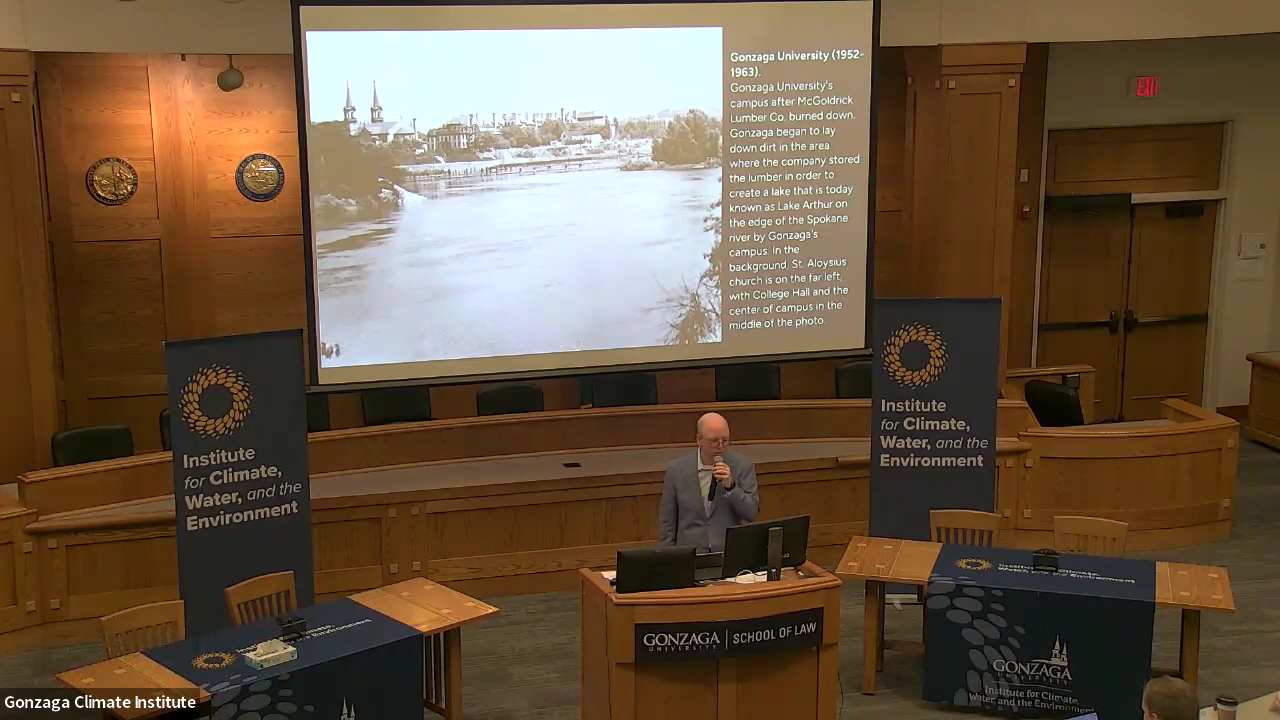 Gonzaga University (1952-
1963).
Gonzaga University's
campus after McGoldrick
Lumber Co. burned down.
Gonzaga began to lay
down dirt in the area
where the company stored
the lumber in order to
create a lake that is today
known as Lake Arthur on
the edge of the Spokane
river by Gonzaga's
campus. In the
background, St. Aloysius
church is on the far left,
with College Hall and the
center of campus in the
middle of the photo.
EXIT
Institute
for Climate,
Water, and the
Environment
Institute
for Climate,
Water, and the
Environment
GONZAGA
UNIVERSITY
SCHOOL OF LAW
GONZAGA
UNIVERSITY
Institute for Climate,
Water, and the Environment
Gonzaga Climate Institute